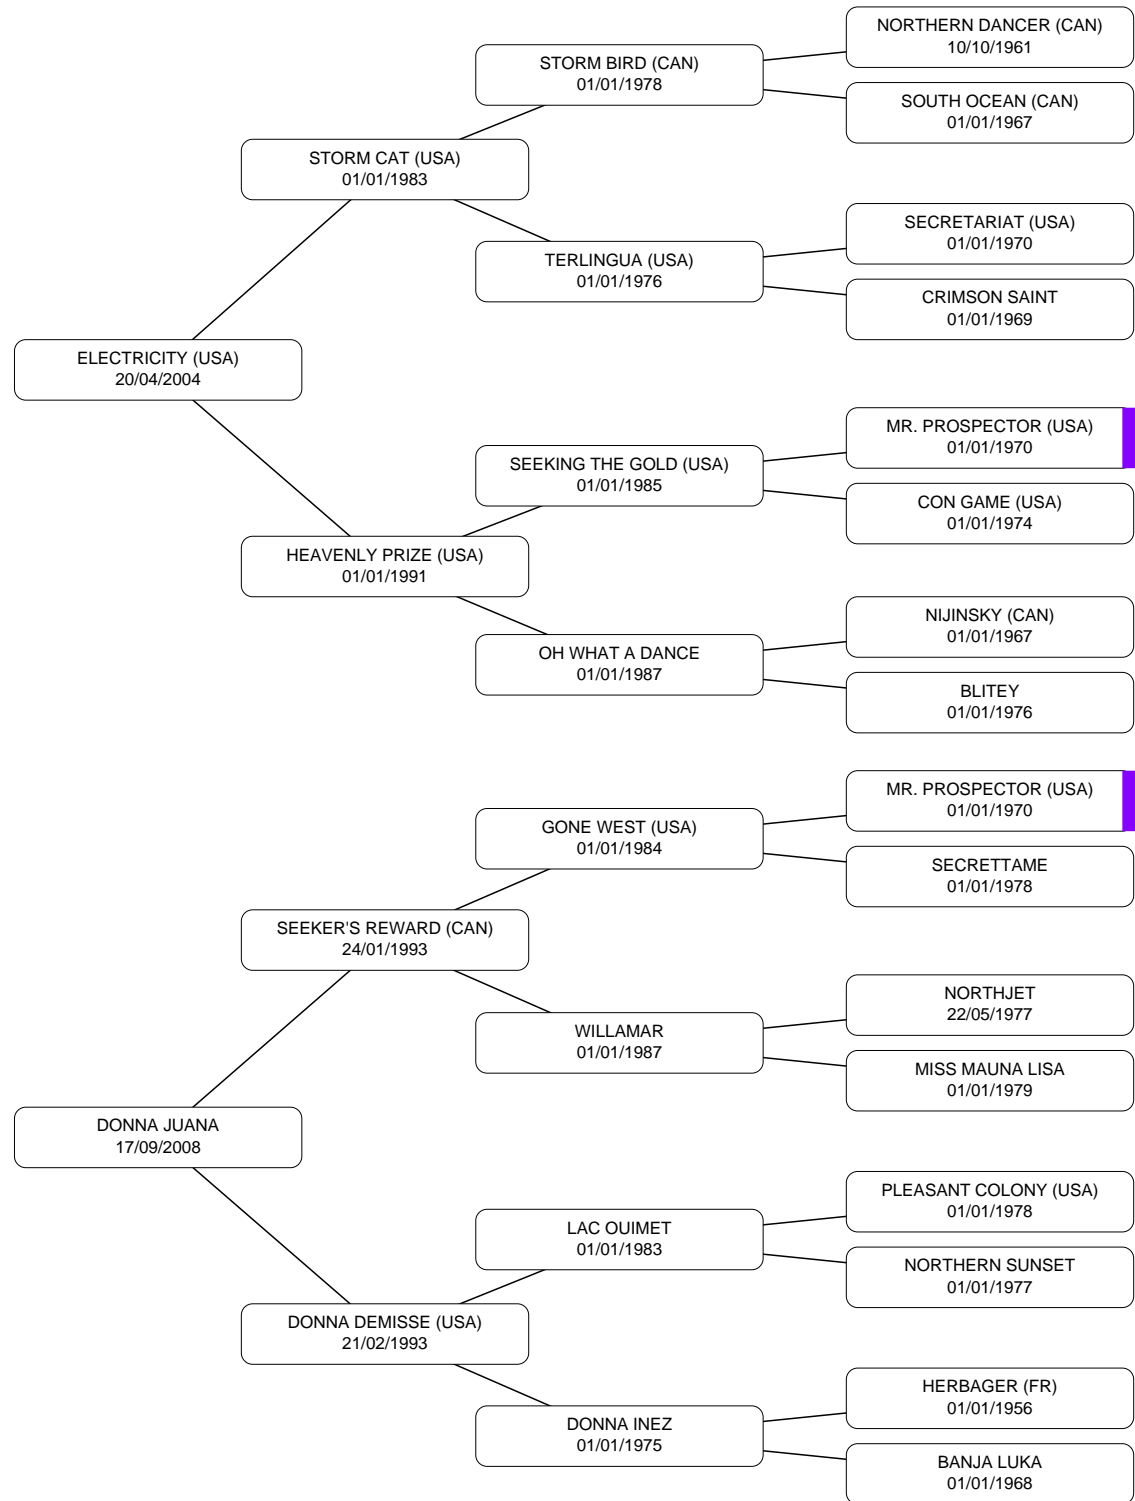 NORTHERN DANCER (CAN)
10/10/1961
STORM BIRD (CAN)
01/01/1978
SOUTH OCEAN (CAN)
01/01/1967
STORM CAT (USA)
01/01/1983
SECRETARIAT (USA)
01/01/1970
TERLINGUA (USA)
01/01/1976
CRIMSON SAINT
01/01/1969
ELECTRICITY (USA)
20/04/2004
MR. PROSPECTOR (USA)
01/01/1970
SEEKING THE GOLD (USA)
01/01/1985
CON GAME (USA)
01/01/1974
HEAVENLY PRIZE (USA)
01/01/1991
NIJINSKY (CAN)
01/01/1967
OH WHAT A DANCE
01/01/1987
BLITEY
01/01/1976
MR. PROSPECTOR (USA)
01/01/1970
GONE WEST (USA)
01/01/1984
SECRETTAME
01/01/1978
SEEKER'S REWARD (CAN)
24/01/1993
NORTHJET
22/05/1977
WILLAMAR
01/01/1987
MISS MAUNA LISA
01/01/1979
DONNA JUANA
17/09/2008
PLEASANT COLONY (USA)
01/01/1978
LAC OUIMET
01/01/1983
NORTHERN SUNSET
01/01/1977
DONNA DEMISSE (USA)
21/02/1993
HERBAGER (FR)
01/01/1956
DONNA INEZ
01/01/1975
BANJA LUKA
01/01/1968